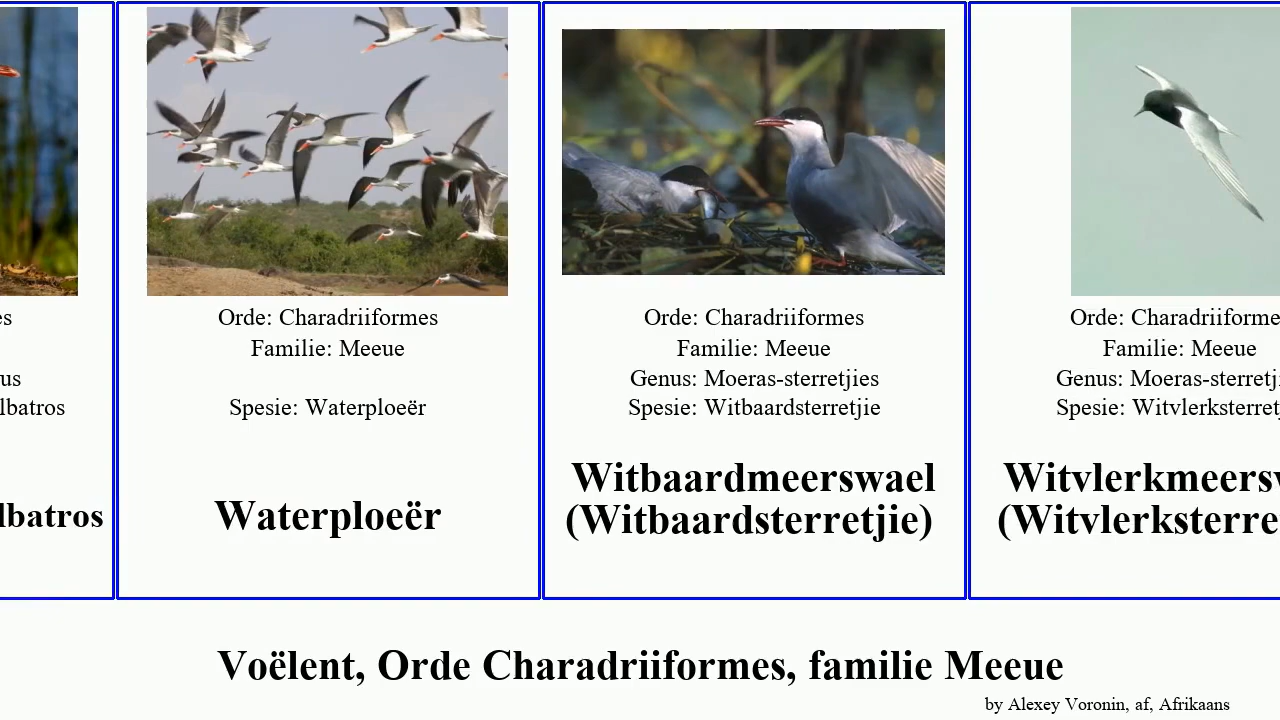 es
us
lbatros
lbatros
Orde: Charadriiformes
Familie: Meeue
Spesie: Waterploeër
Waterploeër
Orde: Charadriiformes
Familie: Meeue
Genus: Moeras-sterretjies
Spesie: Witbaardsterretjie
Witbaardmeerswael
(Witbaardsterretjie)
Orde: Charadriiforme
Familie: Meeue
Genus: Moeras-sterretj
Spesie: Witvlerksterret
Witvlerkmeersw
(Witvlerksterre
Voëlent, Orde Charadriiformes, familie Meeue
by Alexey Voronin, af, Afrikaans